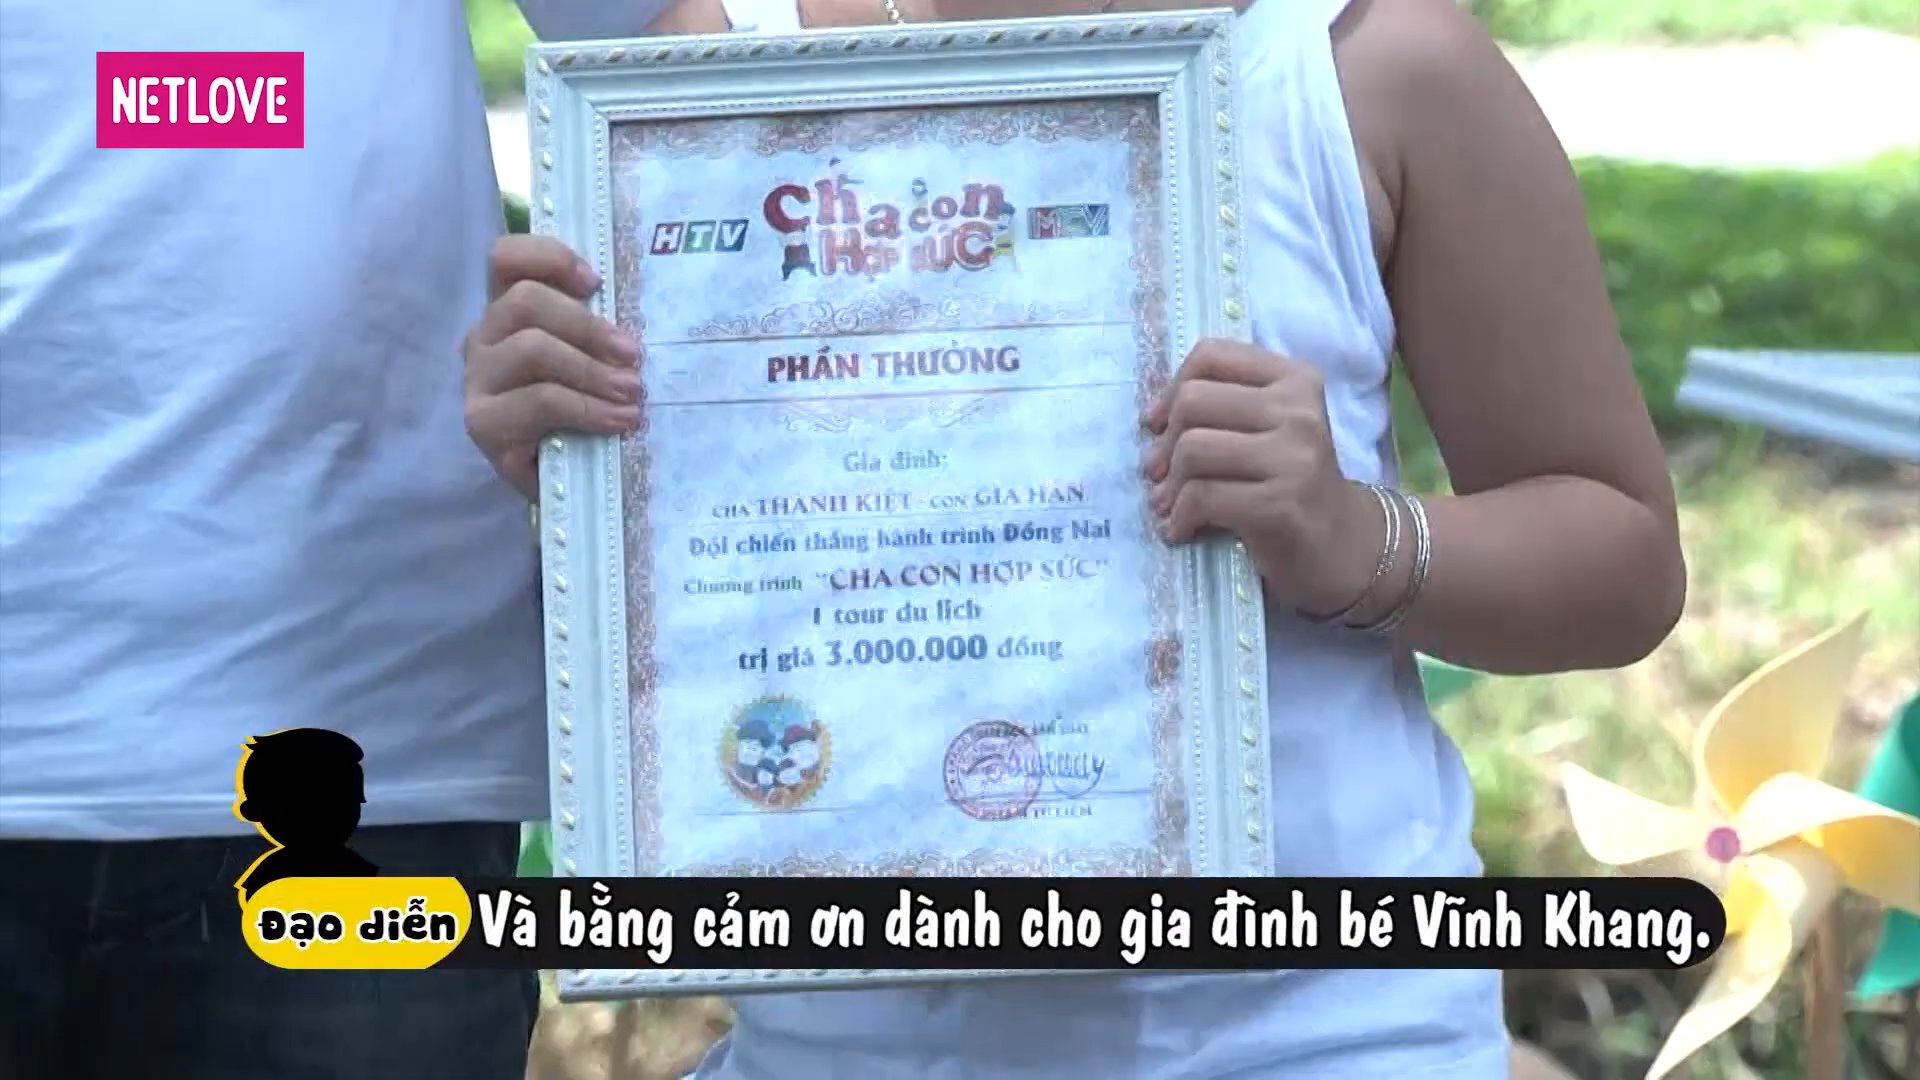 NETLOVE
HTV
Cha con
Hợp sức
MCV
PHẦN THƯỞNG
Gia đình:
CHA THANH KIỆT - CON GIA HÂN
Đội chiến thắng hành trình Đồng Nai
Chương trình "CHA CON HỢP SỨC"
1 tour du lịch
trị giá 3.000.000 đồng
Đạo diễn Và bằng cảm ơn dành cho gia đình bé Vĩnh Khang.